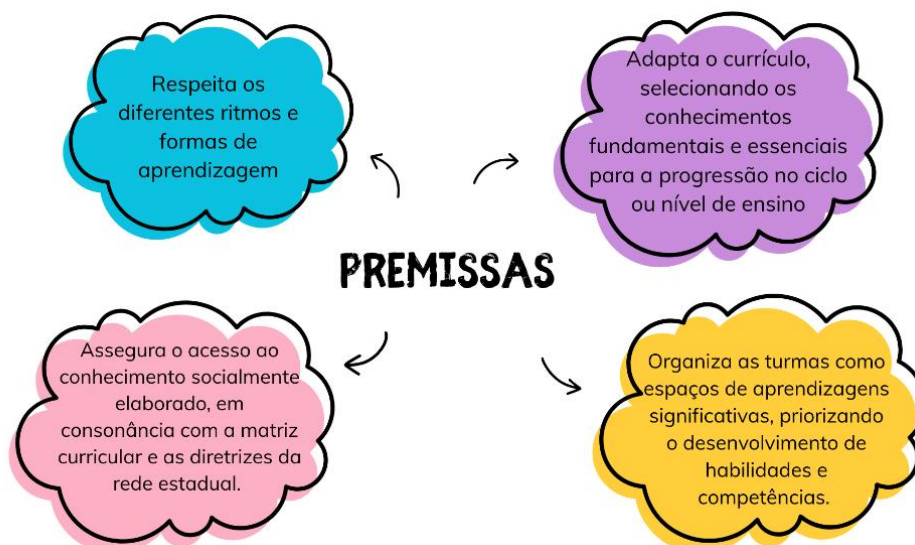 Respeita os
diferentes ritmos e
formas de
aprendizagem
Adapta o currículo,
selecionando os
conhecimentos
fundamentais e essenciais
para a progressão no ciclo
ou nível de ensino
PREMISSAS
Assegura o acesso ao
conhecimento socialmente
elaborado, em
consonância com a matriz
curricular e as diretrizes da
rede estadual.
Organiza as turmas como
espaços de aprendizagens
significativas, priorizando
o desenvolvimento de
habilidades e
competências.